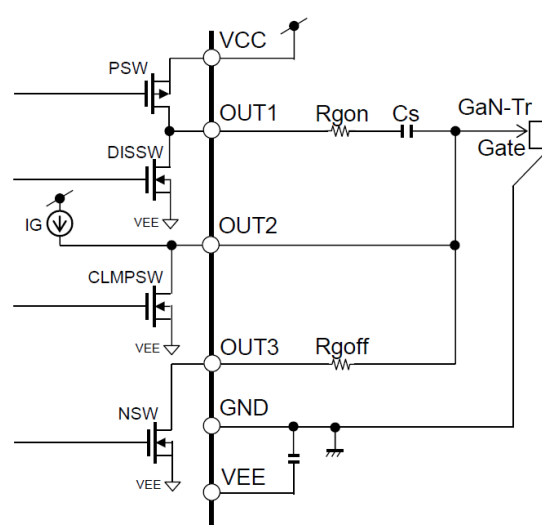 VCC
PSW
OUT1
Rgon
Cs
GaN-Tr
Gate
DISSW
VEE
IG
OUT2
CLMPSW
VEE
OUT3
Rgoff
NSW
GND
VEE
VEE